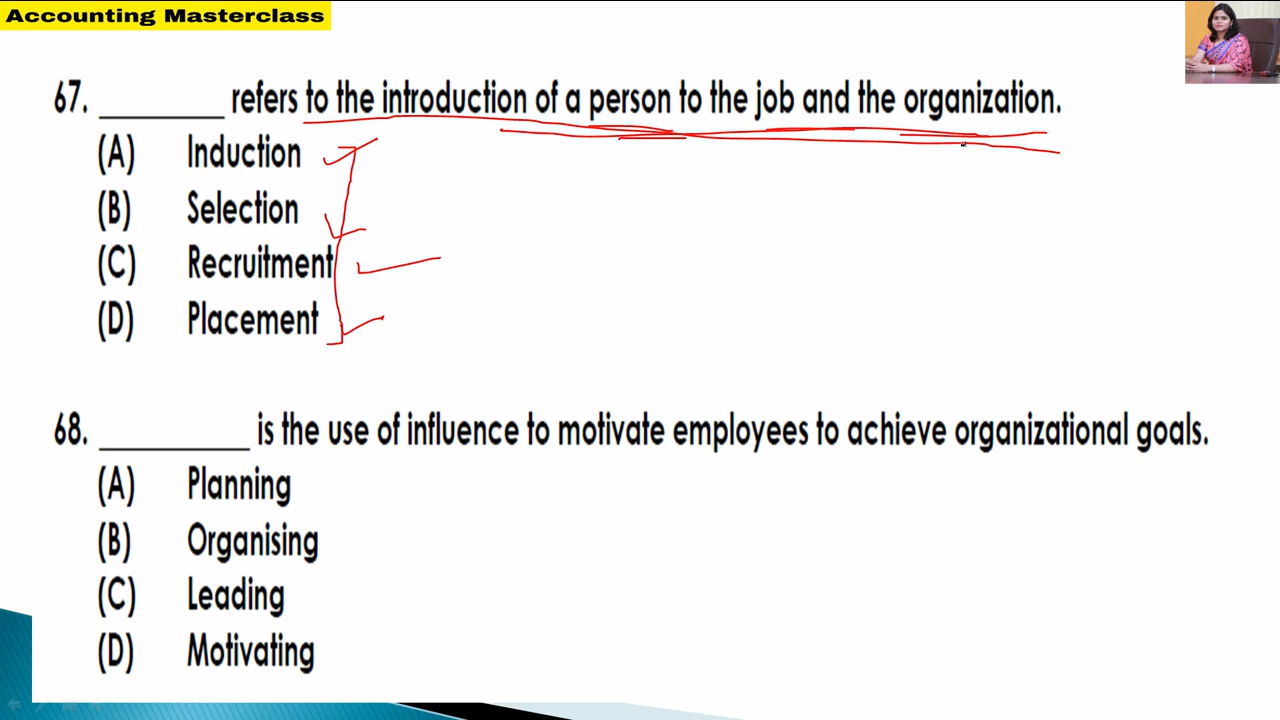 Accounting Masterclass
67. __________ refers to the introduction of a person to the job and the organization.
(A) Induction
(B) Selection
(C) Recruitment
(D) Placement
68. ____________ is the use of influence to motivate employees to achieve organizational goals.
(A) Planning
(B) Organising
(C) Leading
(D) Motivating